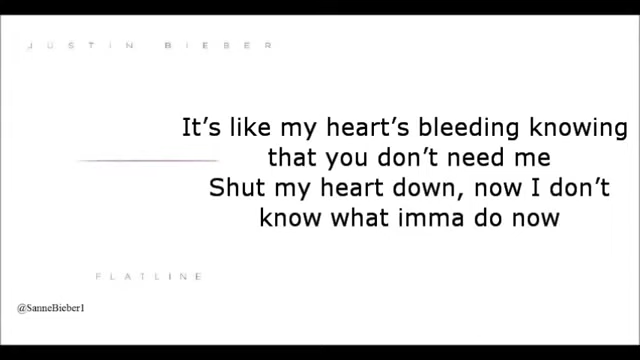 JUSTIN BIEBER
It's like my heart's bleeding knowing
that you don't need me
Shut my heart down, now I don't
know what imma do now
FLATLINE
@SanneBieber1